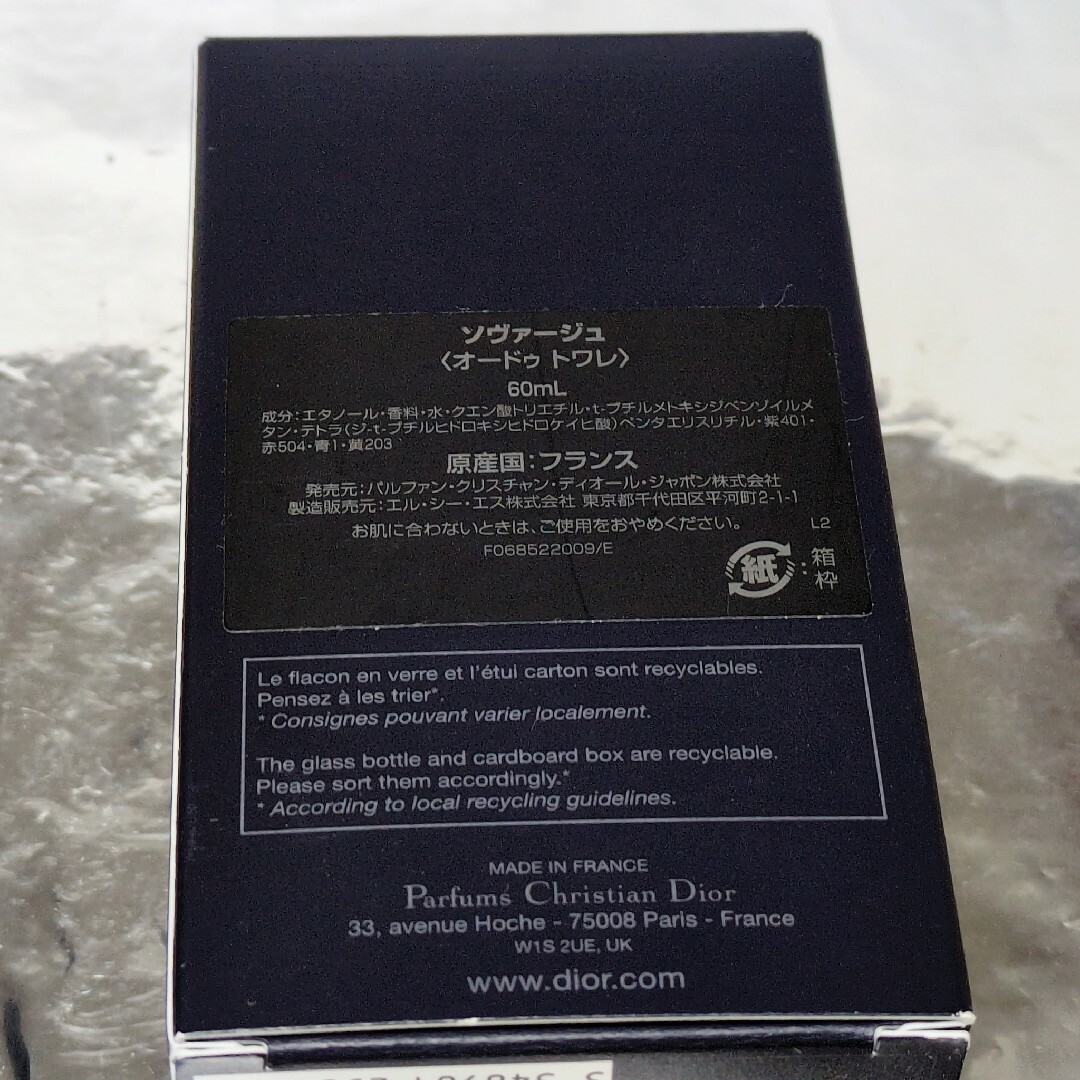 ソヴァージュ
〈オードゥ トワレ〉
60mL
成分:エタノール・香料・水・クエン酸トリエチル・t-ブチルメトキシジベンゾイルメ
タン・テトラ(ジ-t-ブチルヒドロキシヒドロケイヒ酸)ペンタエリスリチル・紫401・
赤504・青1・黄203
原産国:フランス
発売元:パルファン・クリスチャン・ディオール・ジャポン株式会社
製造販売元:エル・シー・エス株式会社 東京都千代田区平河町2-1-1
お肌に合わないときは、ご使用をおやめください。 L2
F068522009/E
紙:箱
枠
Le flacon en verre et l'étui carton sont recyclables.
Pensez à les trier*.
* Consignes pouvant varier localement.
The glass bottle and cardboard box are recyclable.
Please sort them accordingly.*
* According to local recycling guidelines.
MADE IN FRANCE
Parfums Christian Dior
33, avenue Hoche - 75008 Paris - France
W1S 2UE, UK
www.dior.com